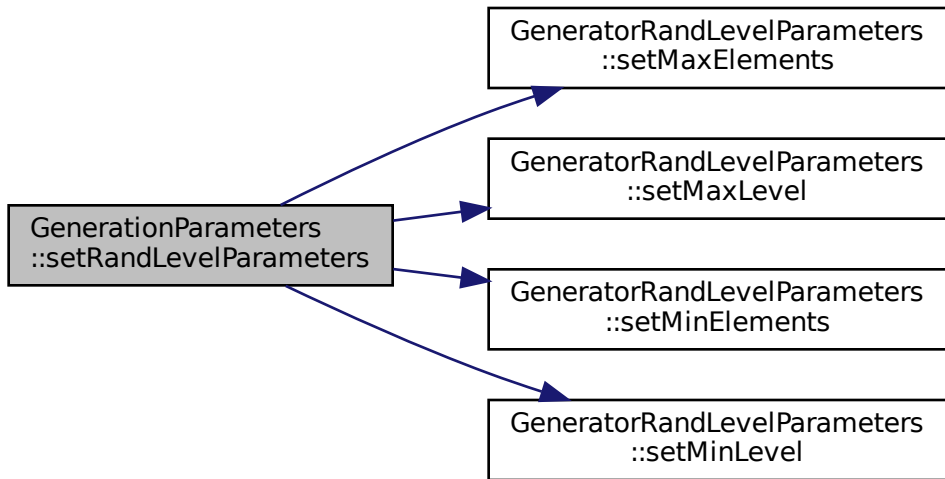 GeneratorRandLevelParameters
::setMaxElements
GeneratorRandLevelParameters
::setMaxLevel
GenerationParameters
::setRandLevelParameters
GeneratorRandLevelParameters
::setMinElements
GeneratorRandLevelParameters
::setMinLevel